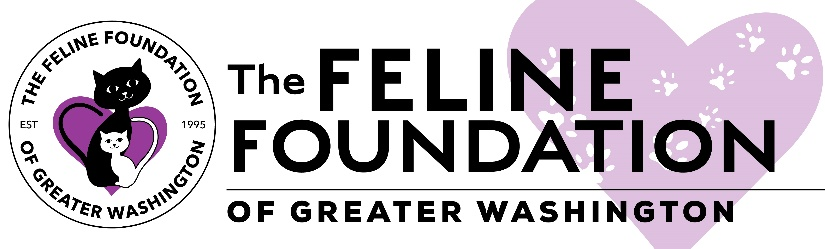 THE FELINE FOUNDATION
EST 1995
OF GREATER WASHINGTON
The FELINE
FOUNDATION
OF GREATER WASHINGTON